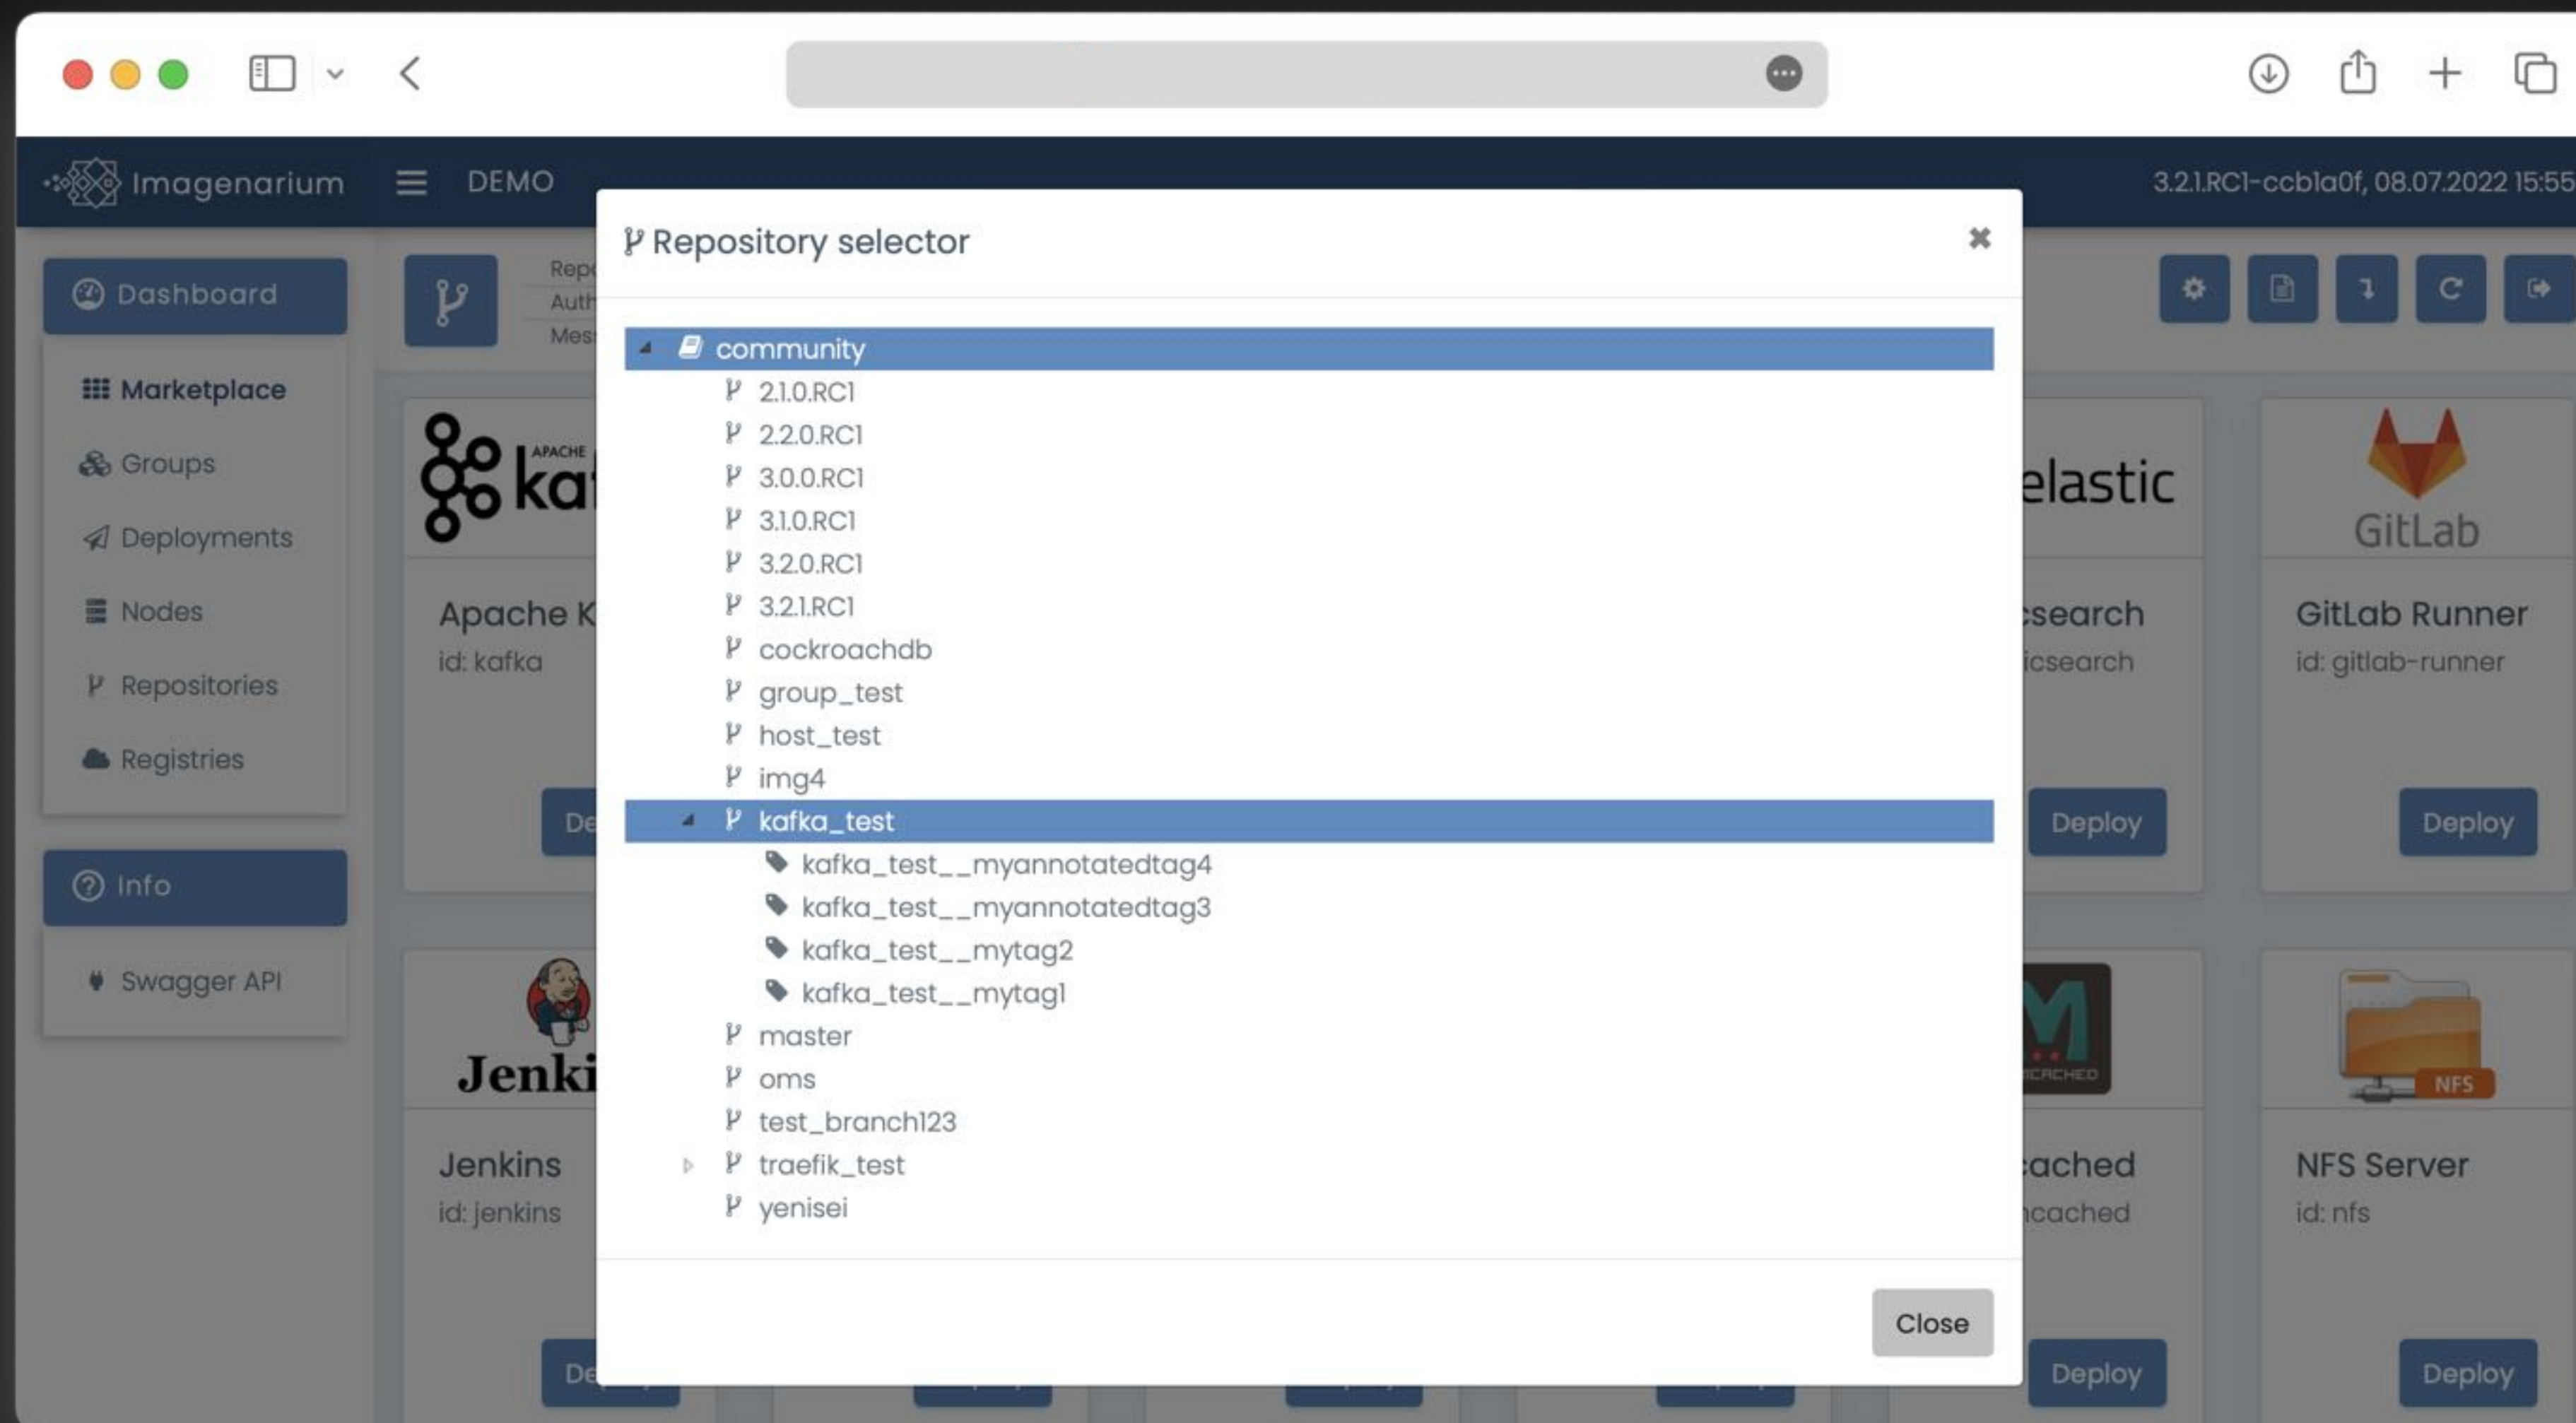 Imagenarium
DEMO
3.2.1.RC1-ccb1a0f, 08.07.2022 15:55
Dashboard
Marketplace
Groups
Deployments
Nodes
Repositories
Registries
Info
Swagger API
Repository selector
community
2.1.0.RC1
2.2.0.RC1
3.0.0.RC1
3.1.0.RC1
3.2.0.RC1
3.2.1.RC1
cockroachdb
group_test
host_test
img4
kafka_test
kafka_test__myannotatedtag4
kafka_test__myannotatedtag3
kafka_test__mytag2
kafka_test__mytag1
master
oms
test_branch123
traefik_test
yenisei
Close
APACHE
Apache K
id: kafka
elastic
csearch
icsearch
Deploy
GitLab
GitLab Runner
id: gitlab-runner
Deploy
Jenki
Jenkins
id: jenkins
cached
Deploy
NFS
NFS Server
id: nfs
Deploy